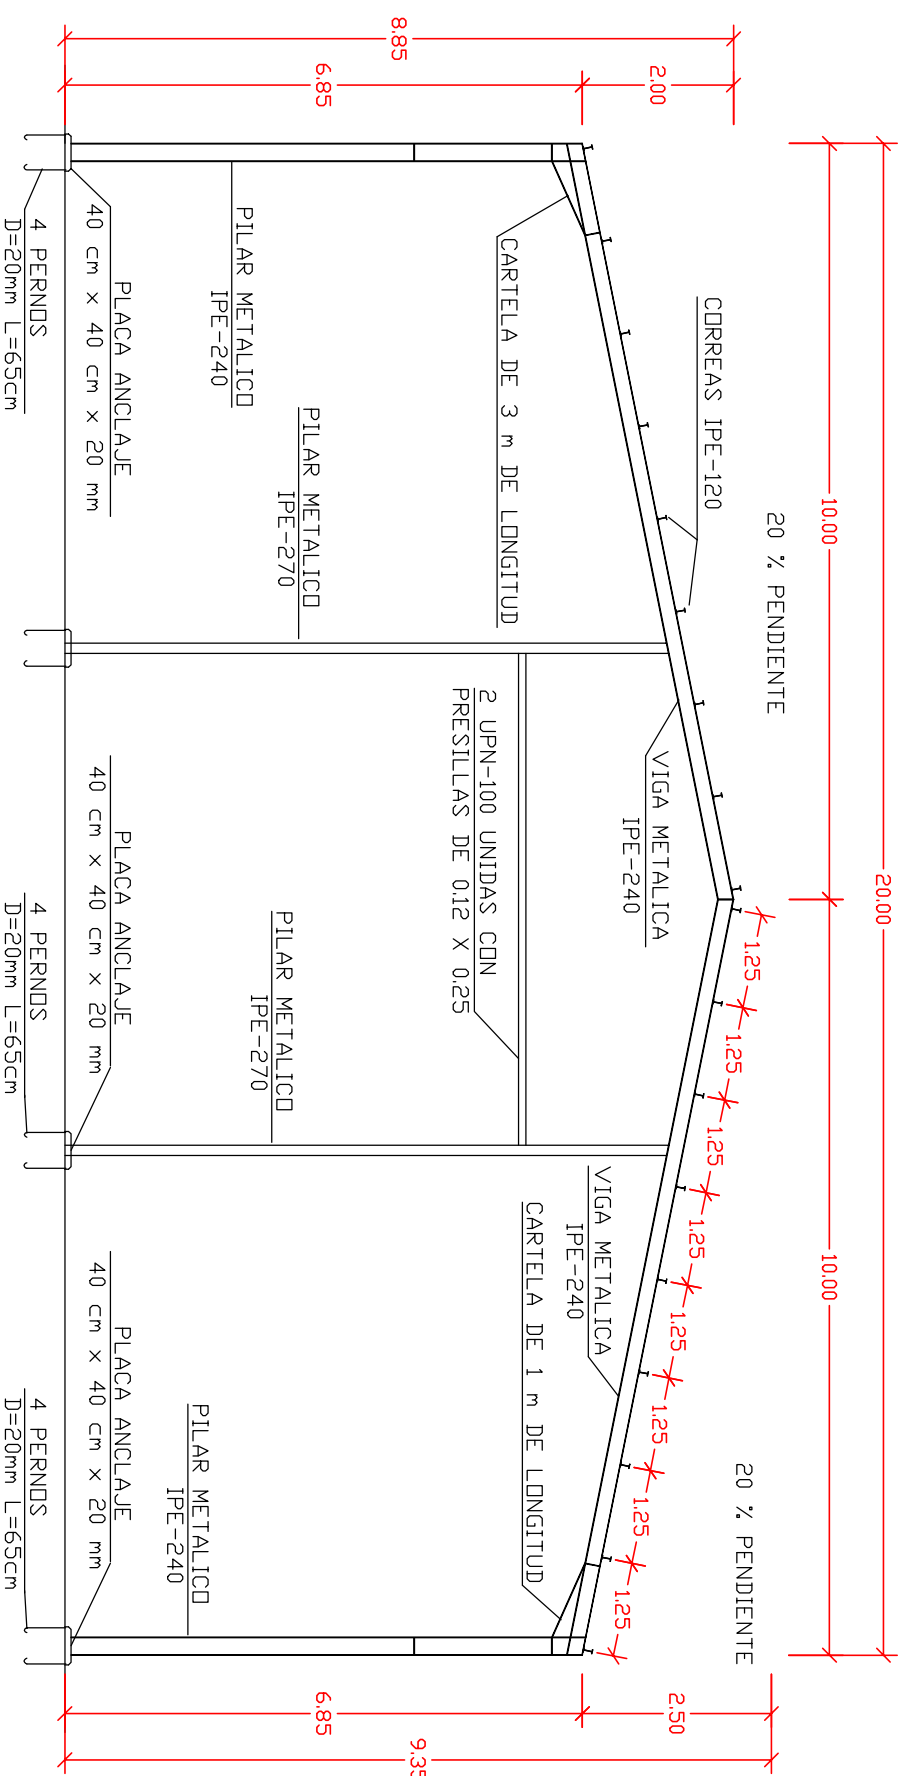 20.00
10.00
10.00
20 % PENDIENTE
20 % PENDIENTE
8.85
2.00
6.85
2.50
6.85
9.35
1.25
1.25
1.25
1.25
1.25
1.25
1.25
1.25
CORREAS IPE-120
VIGA METALICA
IPE-240
VIGA METALICA
IPE-240
CARTELA DE 3 m DE LONGITUD
CARTELA DE 1 m DE LONGITUD
2 UPN-100 UNIDAS CON
PRESILLAS DE 0.12 X 0.25
PILAR METALICO
IPE-240
PILAR METALICO
IPE-270
PILAR METALICO
IPE-270
PILAR METALICO
IPE-240
PLACA ANCLAJE
40 cm x 40 cm x 20 mm
PLACA ANCLAJE
40 cm x 40 cm x 20 mm
PLACA ANCLAJE
40 cm x 40 cm x 20 mm
4 PERNOS
D=20mm L=65cm
4 PERNOS
D=20mm L=65cm
4 PERNOS
D=20mm L=65cm